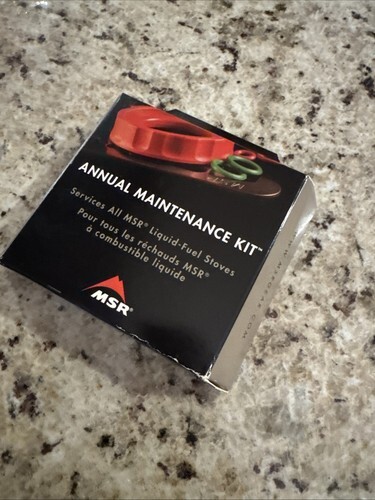 ANNUAL MAINTENANCE KIT™
Services All MSR® Liquid-Fuel Stoves
Pour tous les réchauds MSR®
à combustible liquide
MSR®